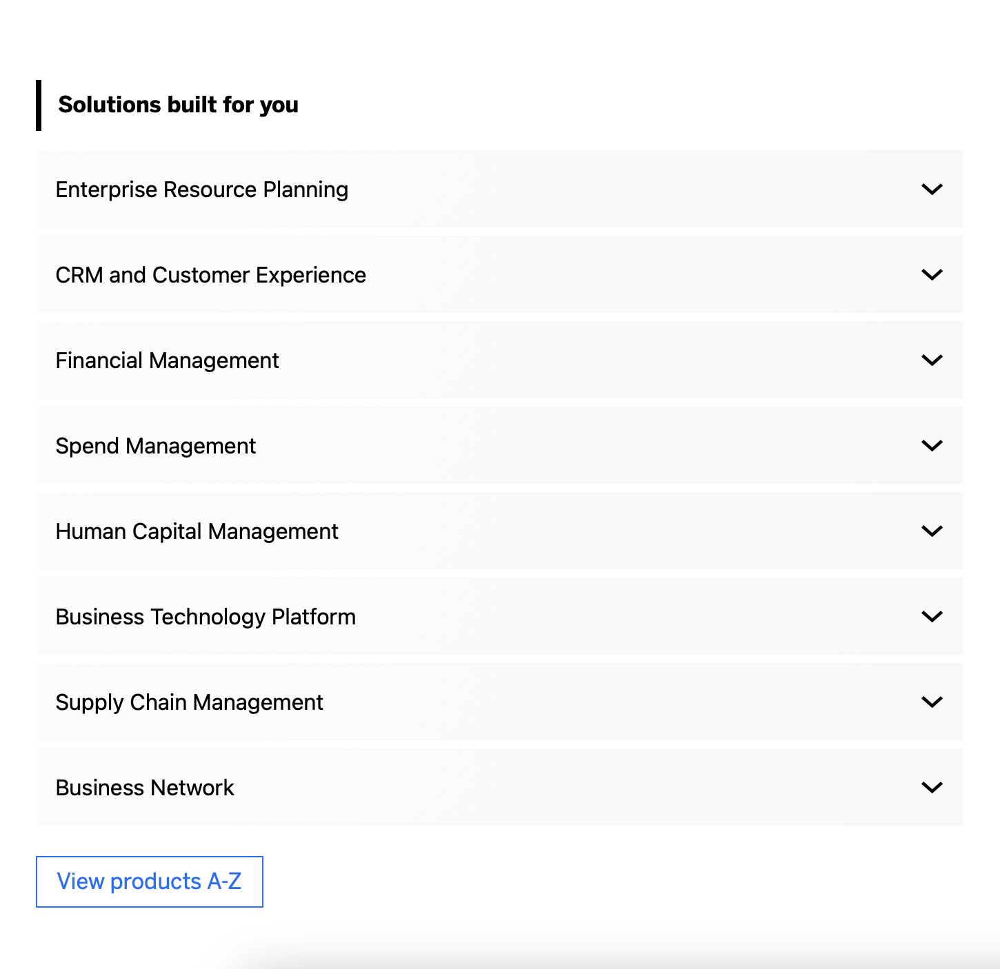 Solutions built for you
Enterprise Resource Planning
CRM and Customer Experience
Financial Management
Spend Management
Human Capital Management
Business Technology Platform
Supply Chain Management
Business Network
View products A-Z